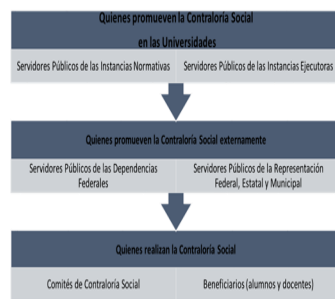 Quienes promueven la Contraloría Social
en las Universidades
Servidores Públicos de las Instancias Normativas
Servidores Públicos de las Instancias Ejecutoras
Quienes promueven la Contraloría Social externamente
Servidores Públicos de las Dependencias
Federales
Servidores Públicos de la Representación
Federal, Estatal y Municipal
Quienes realizan la Contraloría Social
Comités de Contraloría Social
Beneficiarios (alumnos y docentes)